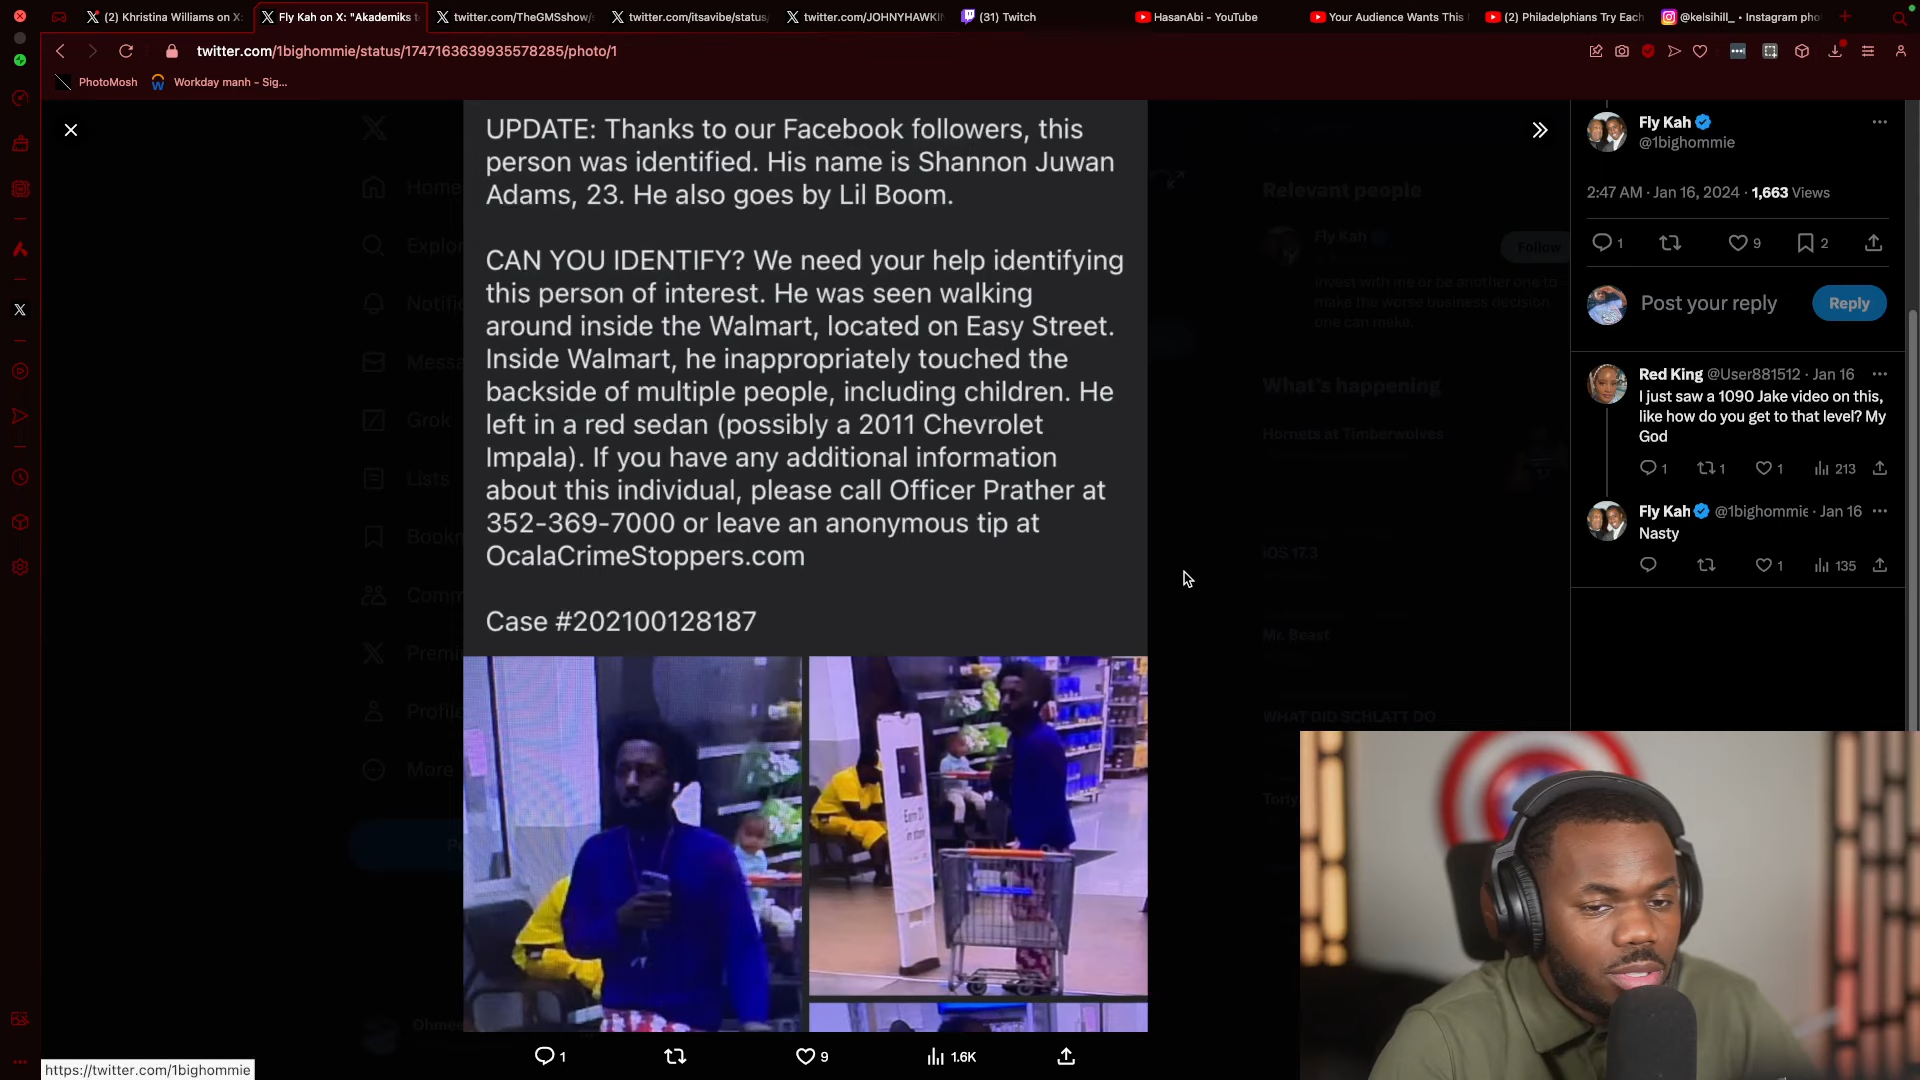 (2) Khristina Williams on X:
Fly Kah on X: "Akademiks t
twitter.com/TheGMSshow/s
twitter.com/itsavibe/status/
twitter.com/JOHNYHAWKI
(31) Twitch
HasanAbi - YouTube
Your Audience Wants This
(2) Philadelphians Try Each
@kelsihill_ • Instagram pho
twitter.com/1bighommie/status/1747163639935578285/photo/1
PhotoMosh
Workday manh - Sig...
UPDATE: Thanks to our Facebook followers, this
person was identified. His name is Shannon Juwan
Adams, 23. He also goes by Lil Boom.
CAN YOU IDENTIFY? We need your help identifying
this person of interest. He was seen walking
around inside the Walmart, located on Easy Street.
Inside Walmart, he inappropriately touched the
backside of multiple people, including children. He
left in a red sedan (possibly a 2011 Chevrolet
Impala). If you have any additional information
about this individual, please call Officer Prather at
352-369-7000 or leave an anonymous tip at
OcalaCrimeStoppers.com
Case #202100128187
1
9
1.6K
Home
Explor
Notific
Messa
Grok
Lists
Bookn
Comm
Premi
Profile
More
Relevant people
Fly Kah
Follow
Invest with me or be another one to
make the worse business decision
one can make.
What's happening
Hornets at Timberwolves
iOS 17.3
Mr. Beast
WHAT DID SCHLATT DO
Fly Kah
@1bighommie
2:47 AM · Jan 16, 2024 · 1,663 Views
1
9
2
Post your reply
Reply
Red King @User881512 · Jan 16
I just saw a 1090 Jake video on this,
like how do you get to that level? My
God
1
1
1
213
Fly Kah @1bighommie · Jan 16
Nasty
1
135
https://twitter.com/1bighommie